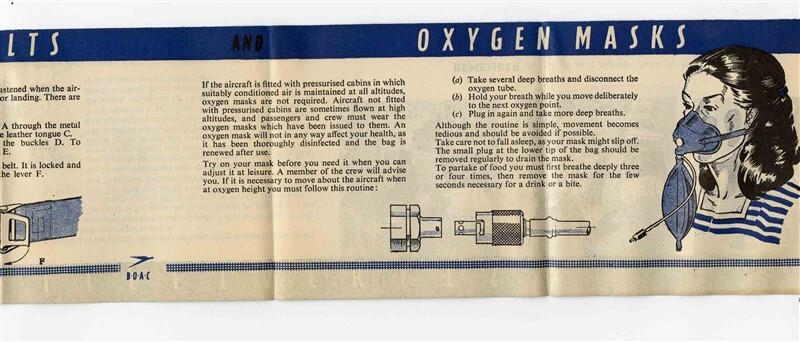 LTS AND OXYGEN MASKS
astened when the air-
or landing. There are
A through the metal
e leather tongue C.
the buckles D. To
E.
belt. It is locked and
he lever F.
F
If the aircraft is fitted with pressurised cabins in which
suitably conditioned air is maintained at all altitudes,
oxygen masks are not required. Aircraft not fitted
with pressurised cabins are sometimes flown at high
altitudes, and passengers and crew must wear the
oxygen masks which have been issued to them. An
oxygen mask will not in any way affect your health, as
it has been thoroughly disinfected and the bag is
renewed after use.
Try on your mask before you need it when you can
adjust it at leisure. A member of the crew will advise
you. If it is necessary to move about the aircraft when
at oxygen height you must follow this routine:
(a) Take several deep breaths and disconnect the
oxygen tube.
(b) Hold your breath while you move deliberately
to the next oxygen point.
(c) Plug in again and take more deep breaths.
Although the routine is simple, movement becomes
tedious and should be avoided if possible.
Take care not to fall asleep, as your mask might slip off.
The small plug at the lower tip of the bag should be
removed regularly to drain the mask.
To partake of food you must first breathe deeply three
or four times, then remove the mask for the few
seconds necessary for a drink or a bite.
B·O·A·C